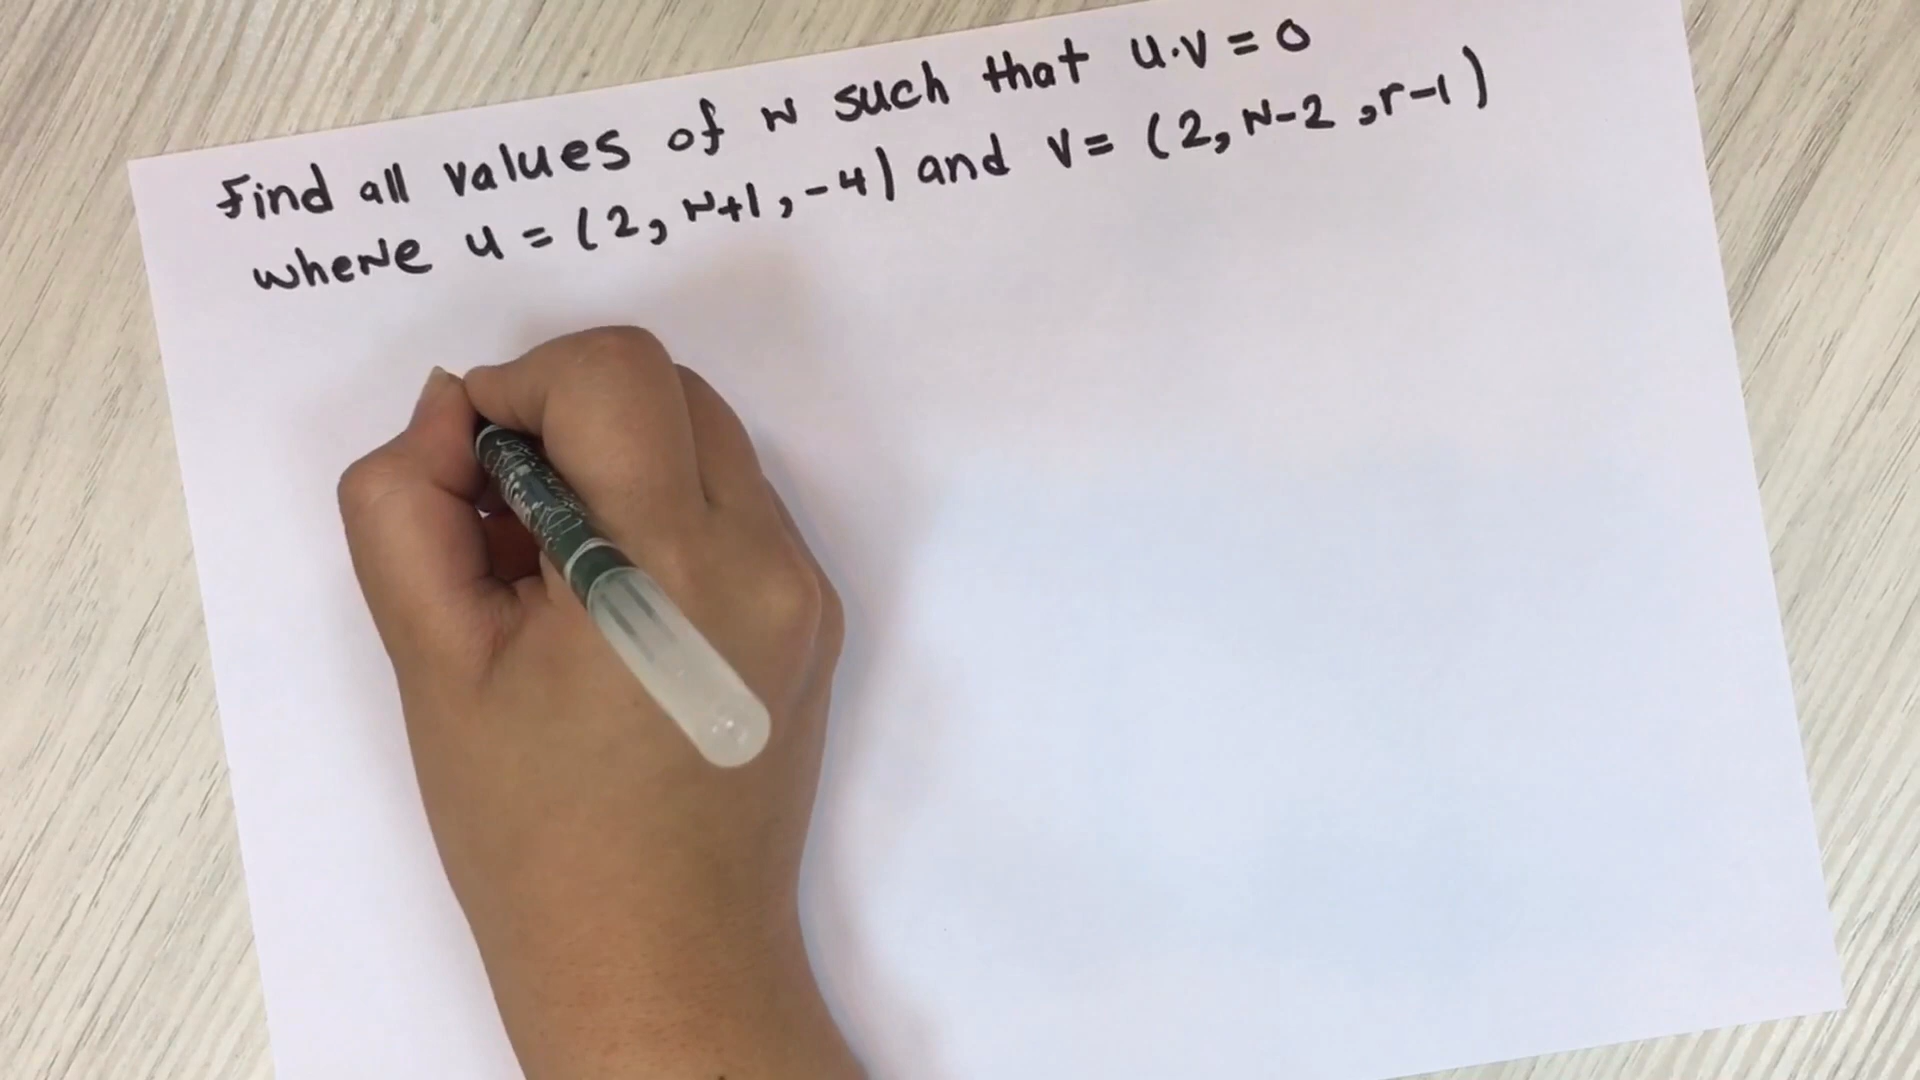 Find all values of r such that u·v = 0
where u = (2, r+1, -4) and v = (2, r-2, r-1)